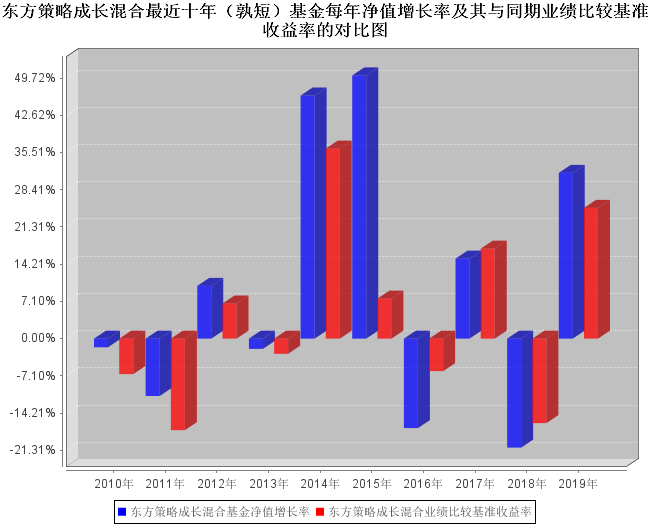 东方策略成长混合最近十年（孰短）基金每年净值增长率及其与同期业绩比较基准
收益率的对比图
49.72%
42.62%
35.51%
28.41%
21.31%
14.21%
7.10%
0.00%
-7.10%
-14.21%
-21.31%
2010年 2011年 2012年 2013年 2014年 2015年 2016年 2017年 2018年 2019年
东方策略成长混合基金净值增长率 东方策略成长混合业绩比较基准收益率